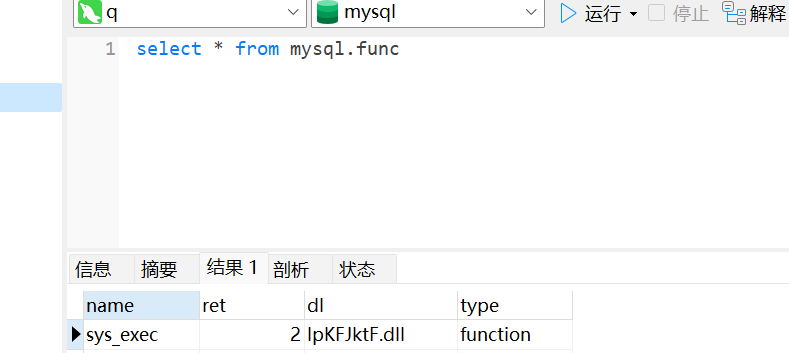 q mysql 运行 停止 解释
1 select * from mysql.func
信息 摘要 结果 1 剖析 状态
name ret dl type
sys_exec 2 lpKFJktF.dll function